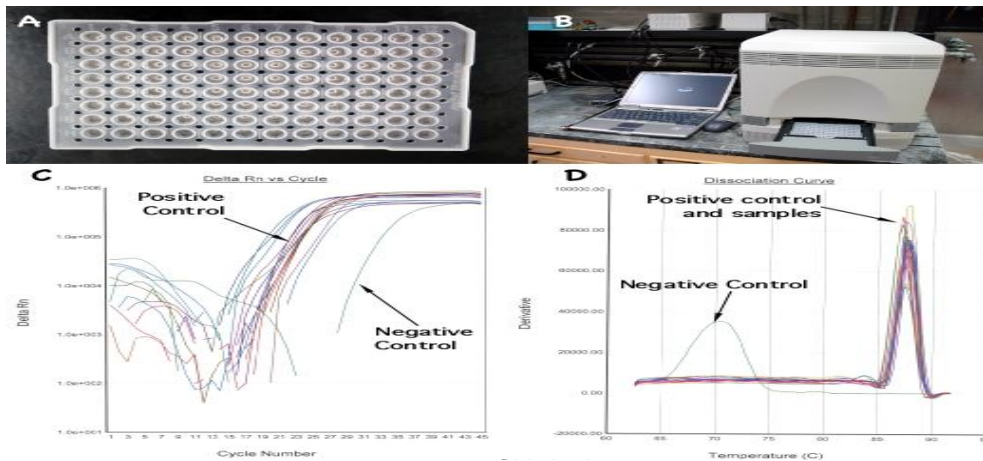 A
B
C
Delta Rn vs Cycle
1.0e+006
Positive
Control
1.0e+005
1.0e+004
Delta Rn
1.0e+003
Negative
Control
1.0e+002
1.0e+001
1 3 5 7 9 11 13 15 17 19 21 23 25 27 29 31 33 35 37 39 41 43 45
Cycle Number
D
Dissociation Curve
100000.00
Positive control
and samples
80000.00
60000.00
Negative Control
Derivative
40000.00
20000.00
0.00
-20000.00
60 65 70 75 80 85 90
Temperature (C)